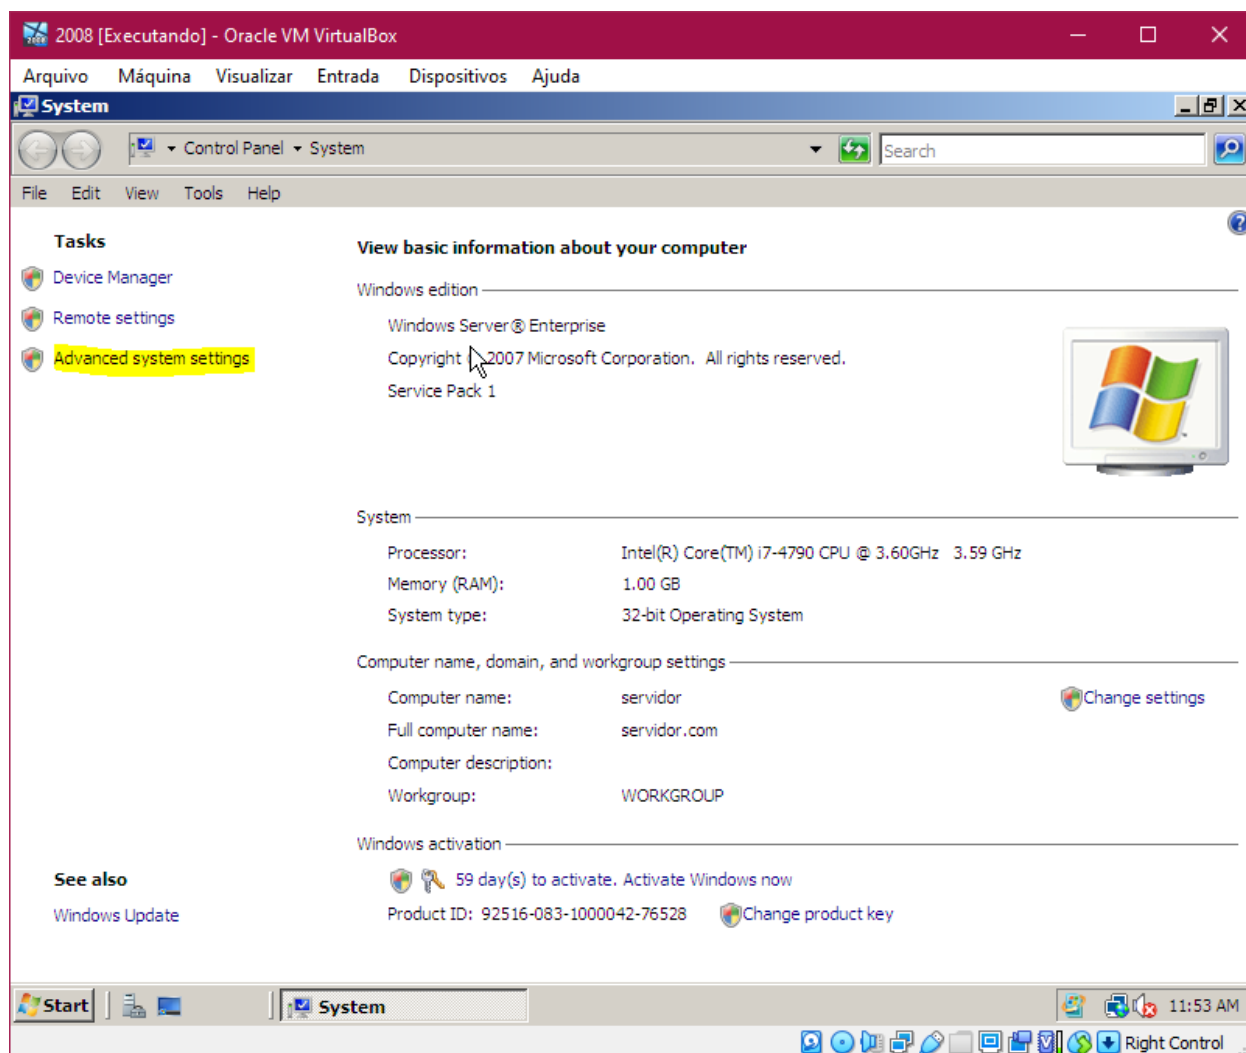 2008 [Executando] - Oracle VM VirtualBox
Arquivo Máquina Visualizar Entrada Dispositivos Ajuda
System
Control Panel System
Search
File Edit View Tools Help
Tasks
Device Manager
Remote settings
Advanced system settings
View basic information about your computer
Windows edition
Windows Server® Enterprise
Copyright 2007 Microsoft Corporation. All rights reserved.
Service Pack 1
System
Processor: Intel(R) Core(TM) i7-4790 CPU @ 3.60GHz 3.59 GHz
Memory (RAM): 1.00 GB
System type: 32-bit Operating System
Computer name, domain, and workgroup settings
Computer name: servidor
Change settings
Full computer name: servidor.com
Computer description:
Workgroup: WORKGROUP
Windows activation
59 day(s) to activate. Activate Windows now
Product ID: 92516-083-1000042-76528 Change product key
See also
Windows Update
Start System 11:53 AM
Right Control